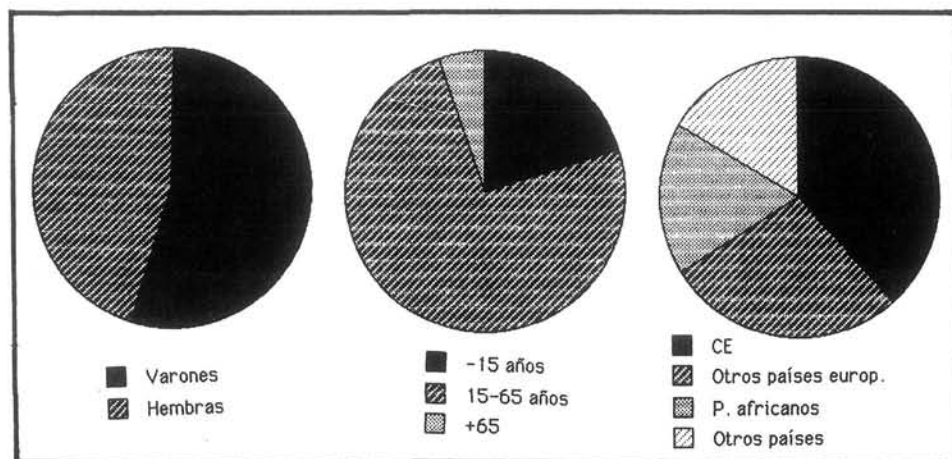 Varones
Hembras
-15 años
15-65 años
+65
CE
Otros países europ.
P. africanos
Otros países